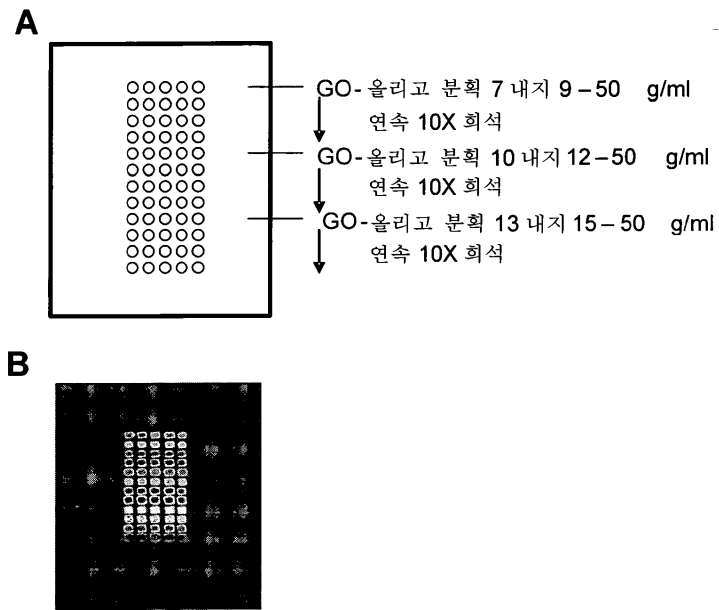 A
GO- 올리고 분획 7 내지 9 – 50 g/ml
연속 10X 희석
GO- 올리고 분획 10 내지 12 – 50 g/ml
연속 10X 희석
GO- 올리고 분획 13 내지 15 – 50 g/ml
연속 10X 희석
B